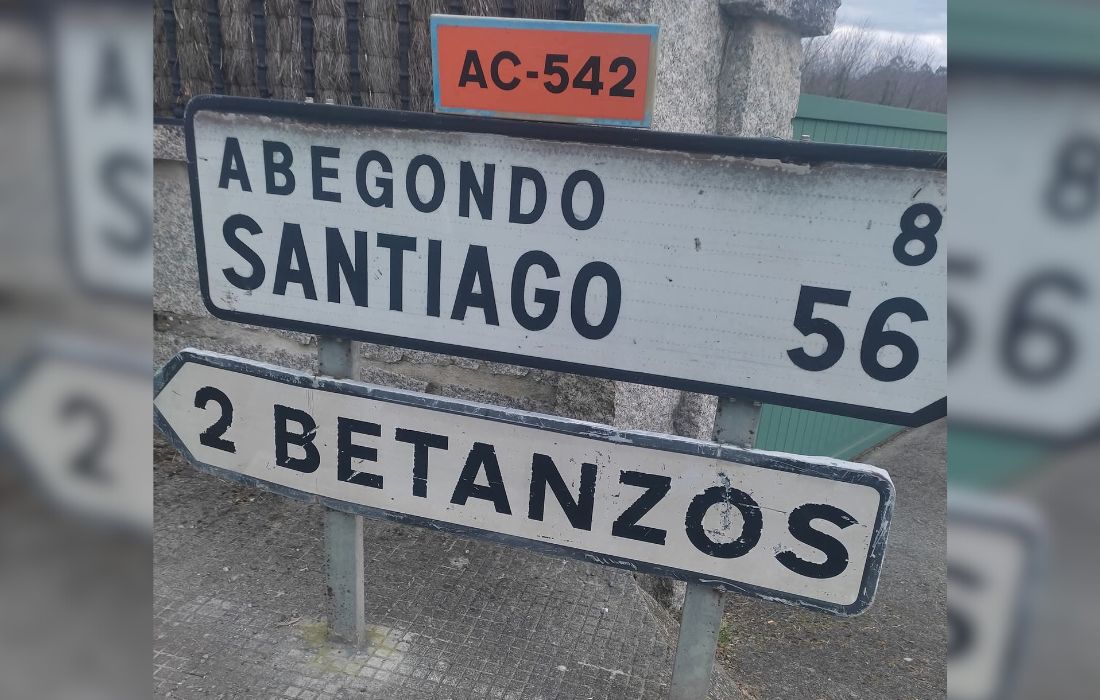 AC-542
ABEGONDO 8
SANTIAGO 56
2 BETANZOS